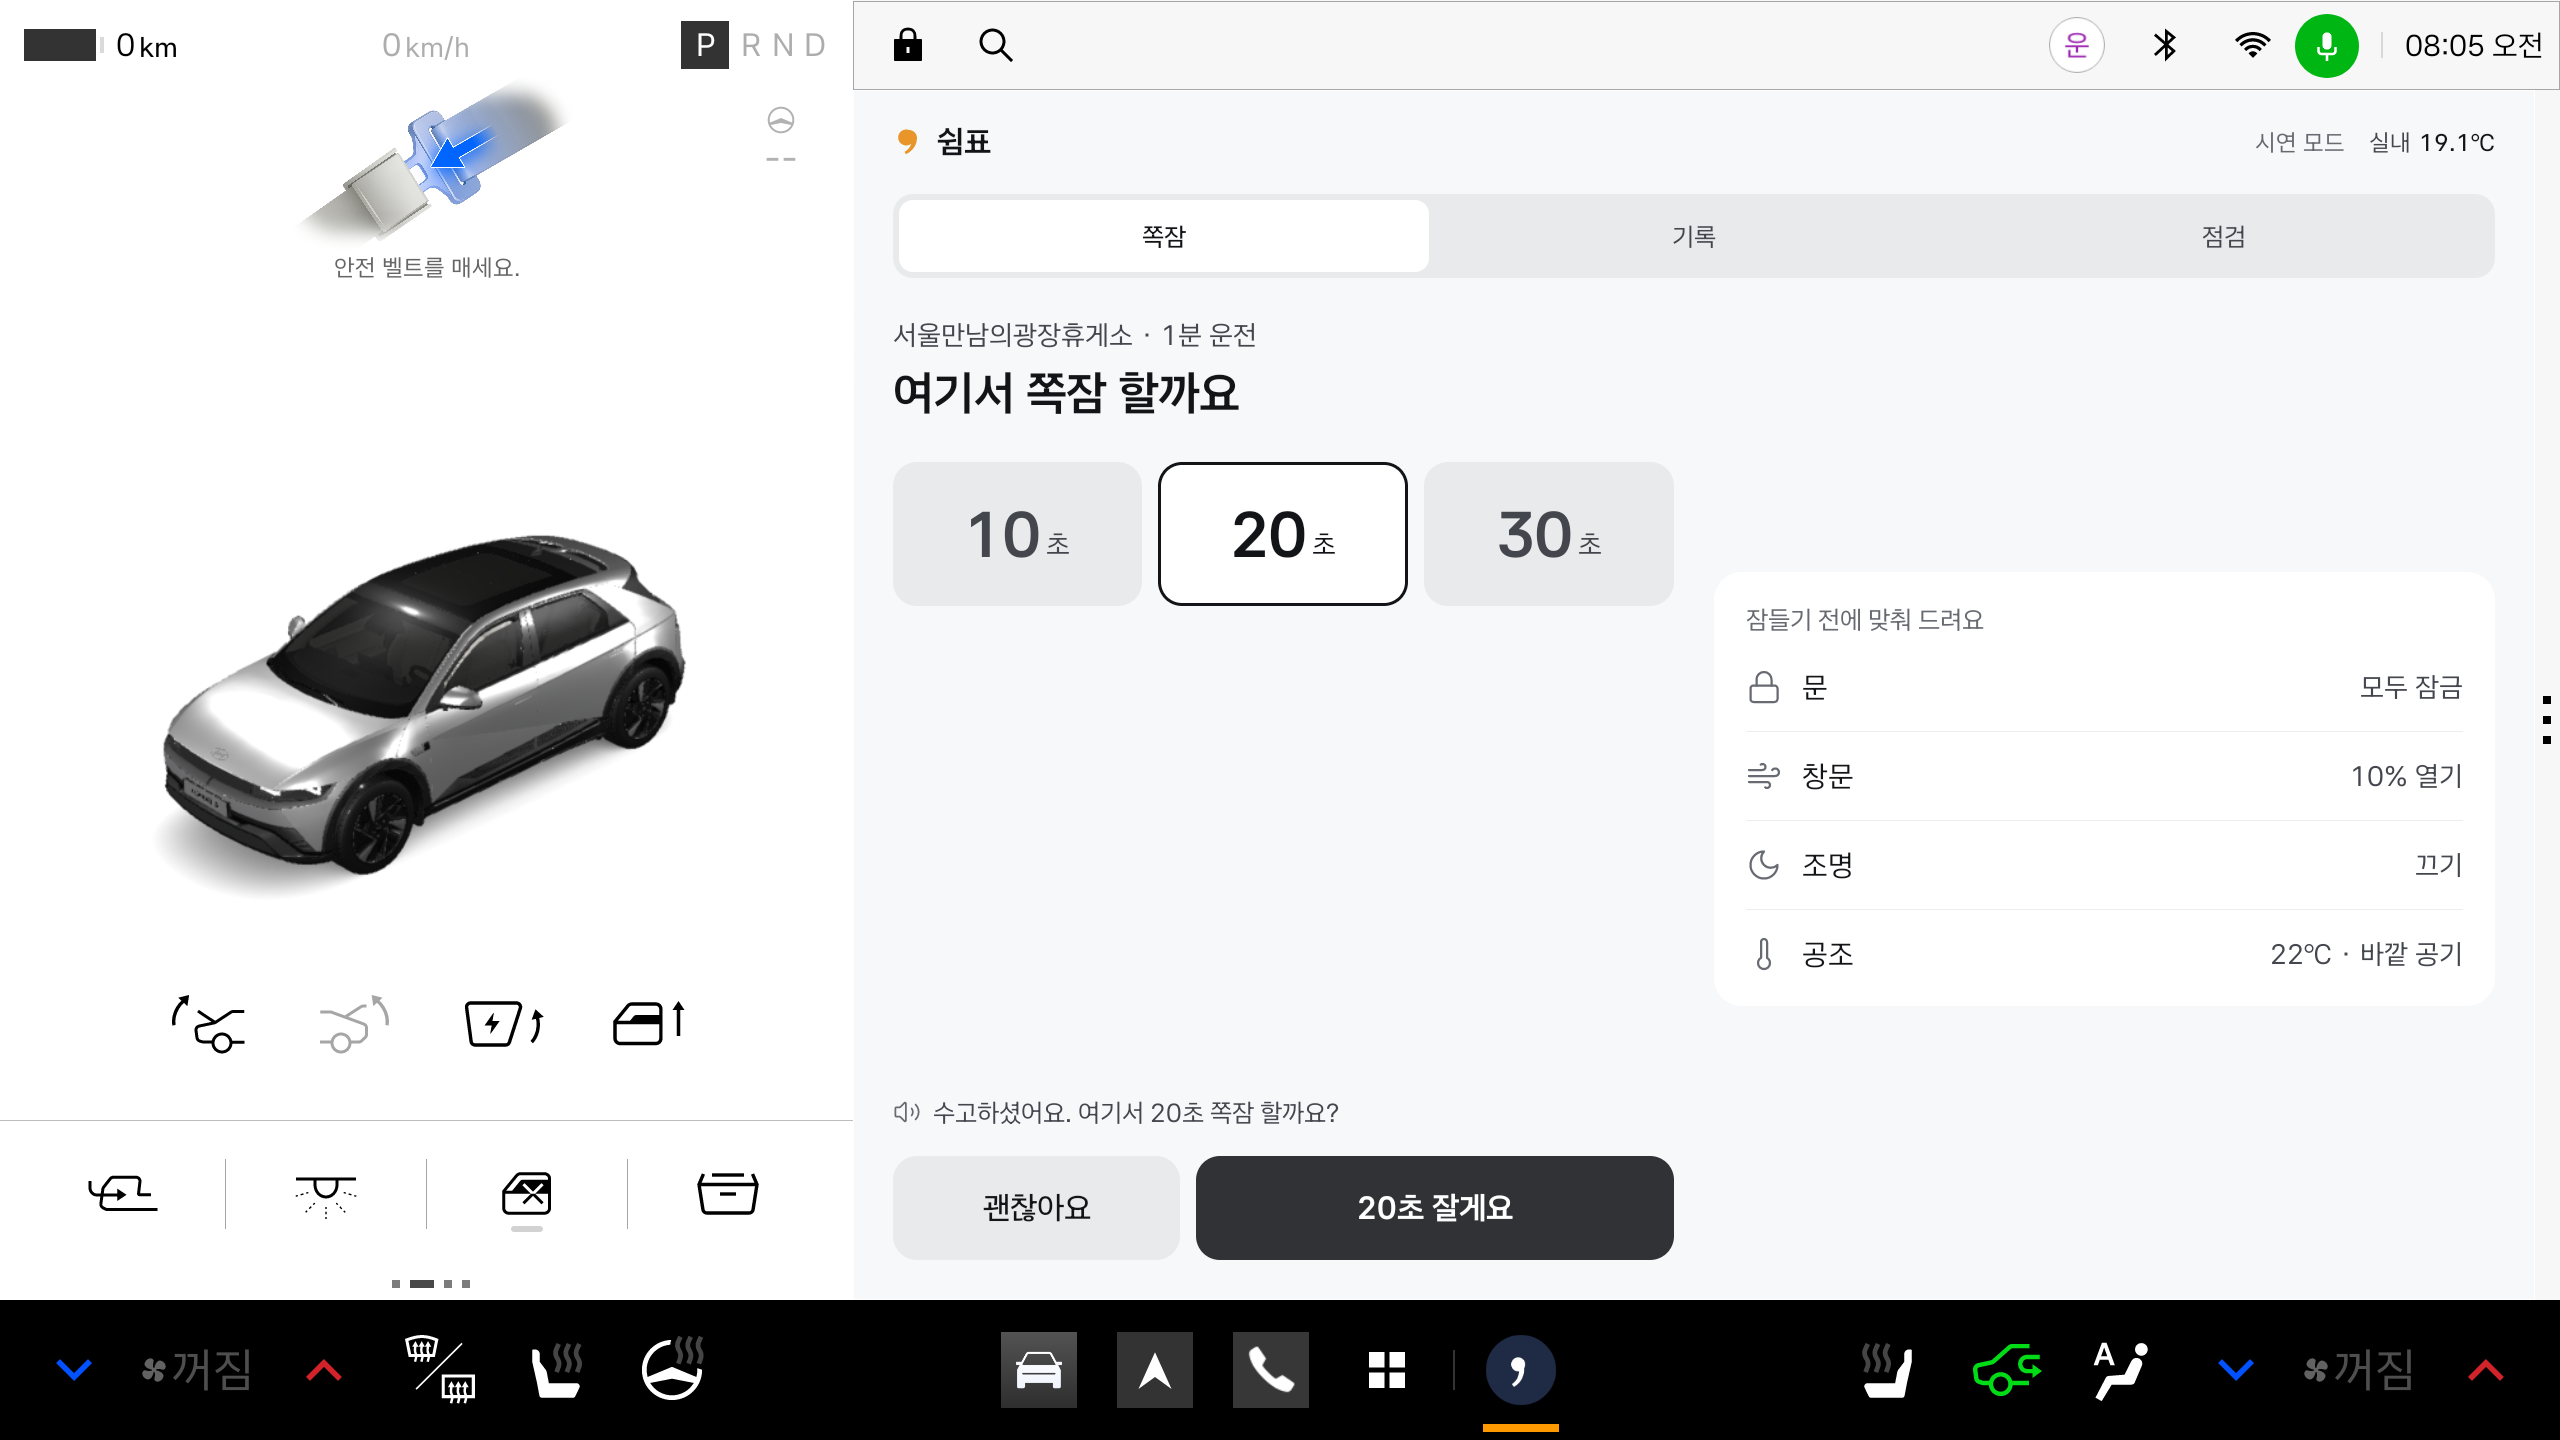 0 km
0 km/h
P R N D
안전 벨트를 매세요.
운
08:05 오전
쉼표
시연 모드 실내 19.1°C
쪽잠
기록
점검
서울만남의광장휴게소 · 1분 운전
여기서 쪽잠 할까요
10 초
20 초
30 초
잠들기 전에 맞춰 드려요
문 모두 잠금
창문 10% 열기
조명 끄기
공조 22°C · 바깥 공기
수고하셨어요. 여기서 20초 쪽잠 할까요?
괜찮아요
20초 잘게요
꺼짐
A
꺼짐